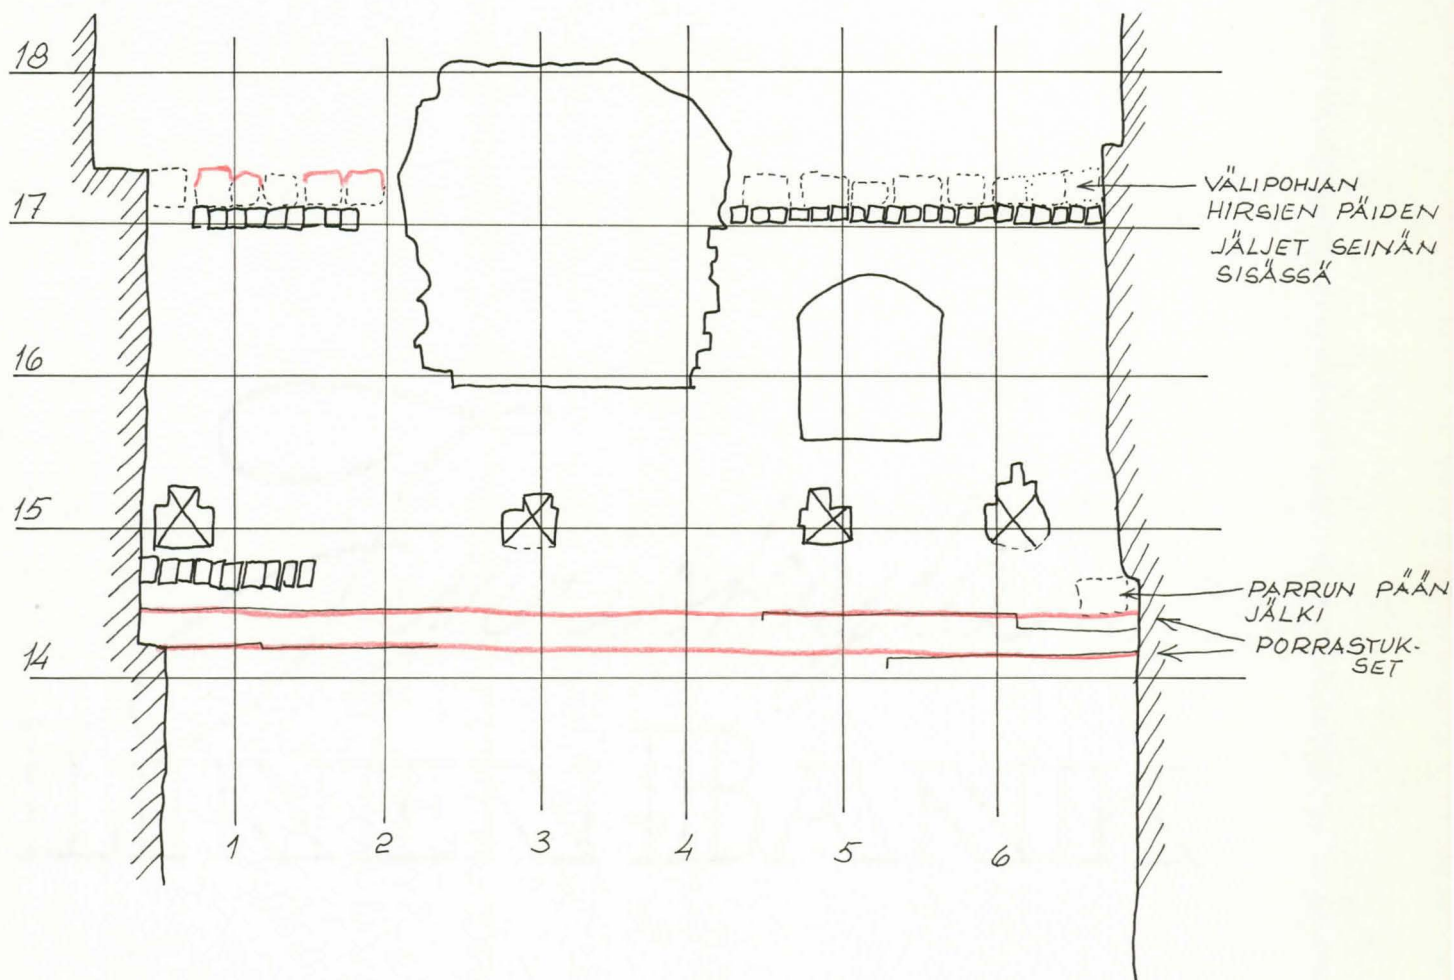 18
17
16
15
14
VÄLIPOHJAN
HIRSIEN PÄIDEN
JÄLJET SEINÄN
SISÄSSÄ
PARRUN PÄÄN
JÄLKI
PORRASTUK-
SET
1
2
3
4
5
6